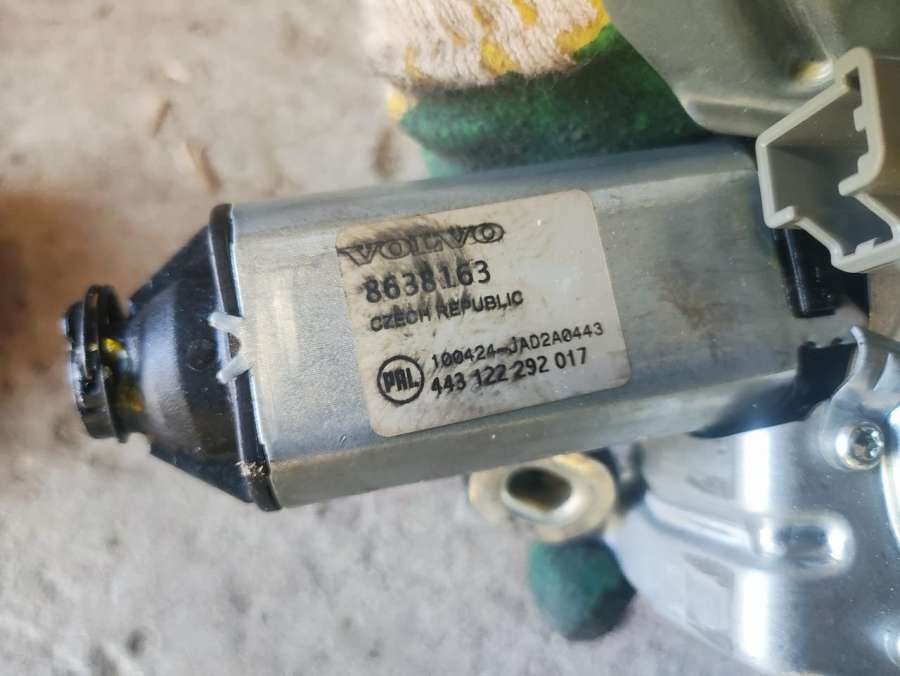 VOLVO
8638163
CZECH REPUBLIC
100424-JAD2A0443
PAL 443 122 292 017